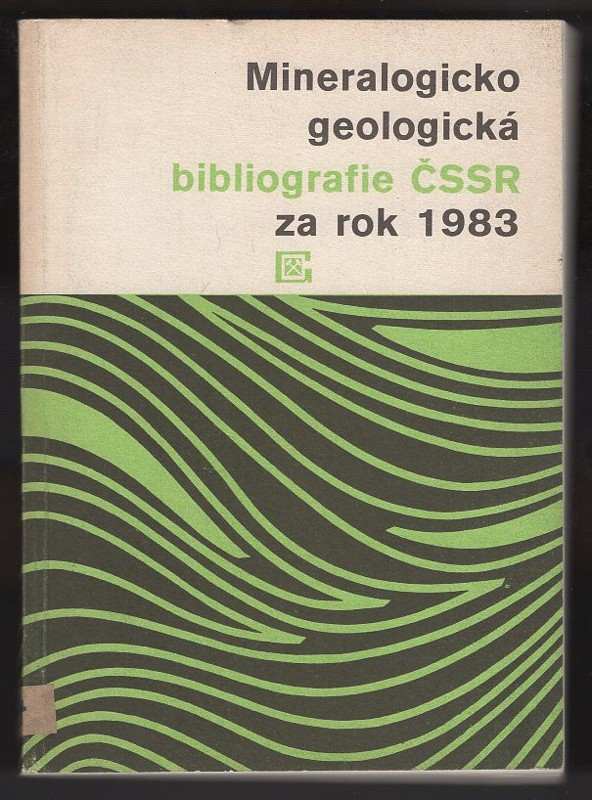 Mineralogicko
geologická
bibliografie ČSSR
za rok 1983